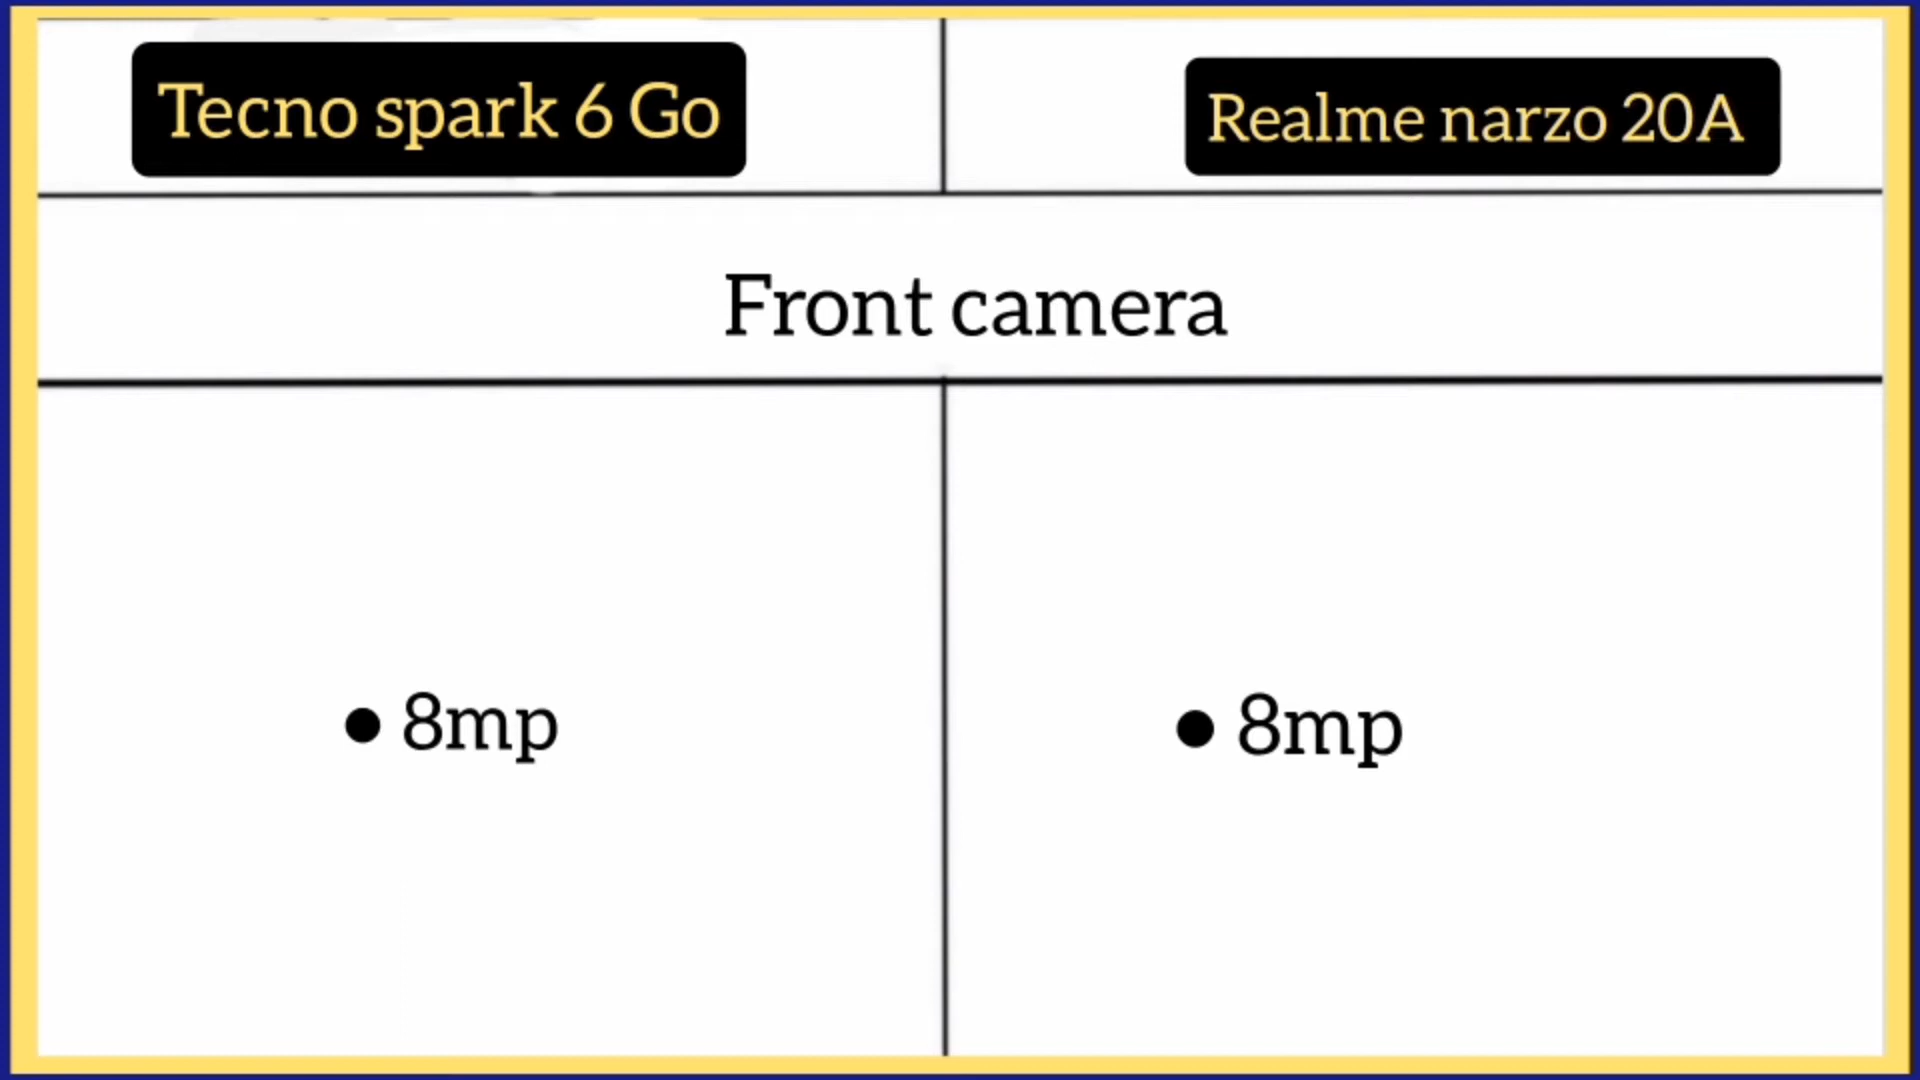 Tecno spark 6 Go
Realme narzo 20A
Front camera
● 8mp
● 8mp